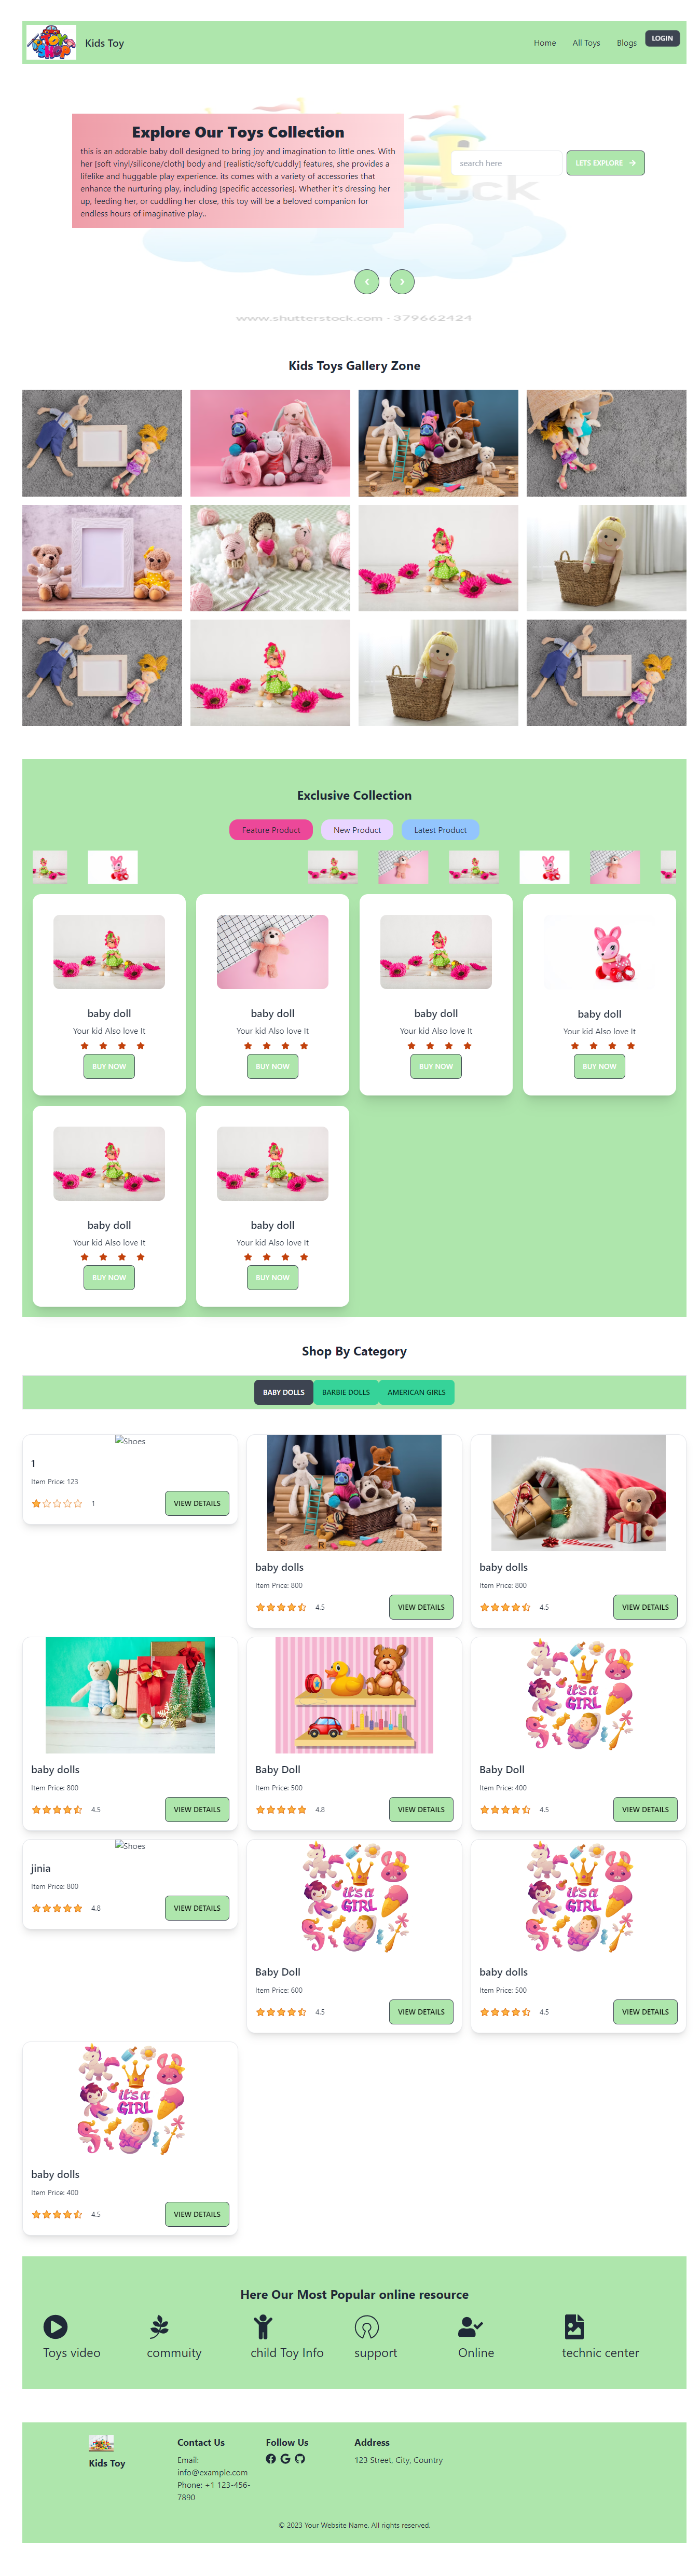 Kids Toy
Home
All Toys
Blogs
LOGIN
Explore Our Toys Collection
this is an adorable baby doll designed to bring joy and imagination to little ones. With
her [soft vinyl/silicone/cloth] body and [realistic/soft/cuddly] features, she provides a
lifelike and huggable play experience. its comes with a variety of accessories that
enhance the nurturing play, including [specific accessories]. Whether it's dressing her
up, feeding her, or cuddling her close, this toy will be a beloved companion for
endless hours of imaginative play..
search here
LETS EXPLORE
www.shutterstock.com · 379662424
Kids Toys Gallery Zone
Exclusive Collection
Feature Product
New Product
Latest Product
baby doll
Your kid Also love It
BUY NOW
baby doll
Your kid Also love It
BUY NOW
baby doll
Your kid Also love It
BUY NOW
baby doll
Your kid Also love It
BUY NOW
baby doll
Your kid Also love It
BUY NOW
baby doll
Your kid Also love It
BUY NOW
Shop By Category
BABY DOLLS
BARBIE DOLLS
AMERICAN GIRLS
Shoes
1
Item Price: 123
1
VIEW DETAILS
baby dolls
Item Price: 800
4.5
VIEW DETAILS
baby dolls
Item Price: 800
4.5
VIEW DETAILS
baby dolls
Item Price: 800
4.5
VIEW DETAILS
Baby Doll
Item Price: 500
4.8
VIEW DETAILS
it's a
GIRL
Baby Doll
Item Price: 400
4.5
VIEW DETAILS
Shoes
jinia
Item Price: 800
4.8
VIEW DETAILS
it's a
GIRL
Baby Doll
Item Price: 600
4.5
VIEW DETAILS
it's a
GIRL
baby dolls
Item Price: 500
4.5
VIEW DETAILS
it's a
GIRL
baby dolls
Item Price: 400
4.5
VIEW DETAILS
Here Our Most Popular online resource
Toys video
commuity
child Toy Info
support
Online
technic center
Kids Toy
Contact Us
Email:
info@example.com
Phone: +1 123-456-
7890
Follow Us
Address
123 Street, City, Country
© 2023 Your Website Name. All rights reserved.